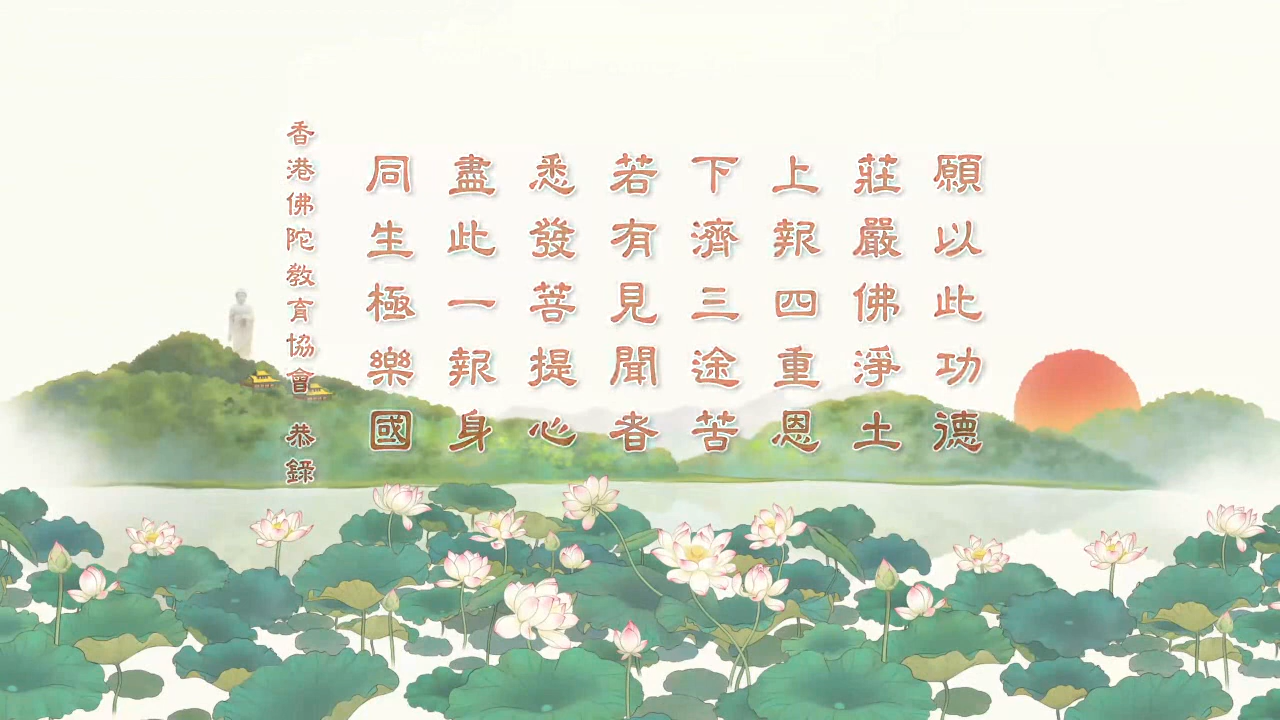 願以此功德
莊嚴佛淨土
上報四重恩
下濟三途苦
若有見聞者
悉發菩提心
盡此一報身
同生極樂國
香港佛陀教育協會 恭錄